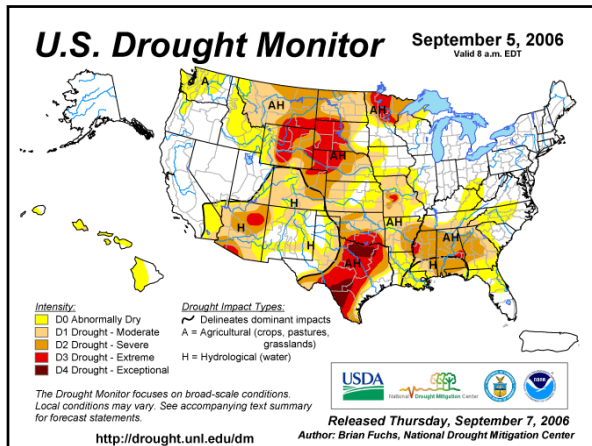 U.S. Drought Monitor
September 5, 2006
Valid 8 a.m. EDT
A
AH
AH
AH
H
H
H
AH
AH
AH
H
Intensity:
D0 Abnormally Dry
D1 Drought - Moderate
D2 Drought - Severe
D3 Drought - Extreme
D4 Drought - Exceptional
Drought Impact Types:
Delineates dominant impacts
A = Agricultural (crops, pastures,
grasslands)
H = Hydrological (water)
The Drought Monitor focuses on broad-scale conditions.
Local conditions may vary. See accompanying text summary
for forecast statements.
http://drought.unl.edu/dm
USDA
National Drought Mitigation Center
Released Thursday, September 7, 2006
Author: Brian Fuchs, National Drought Mitigation Center